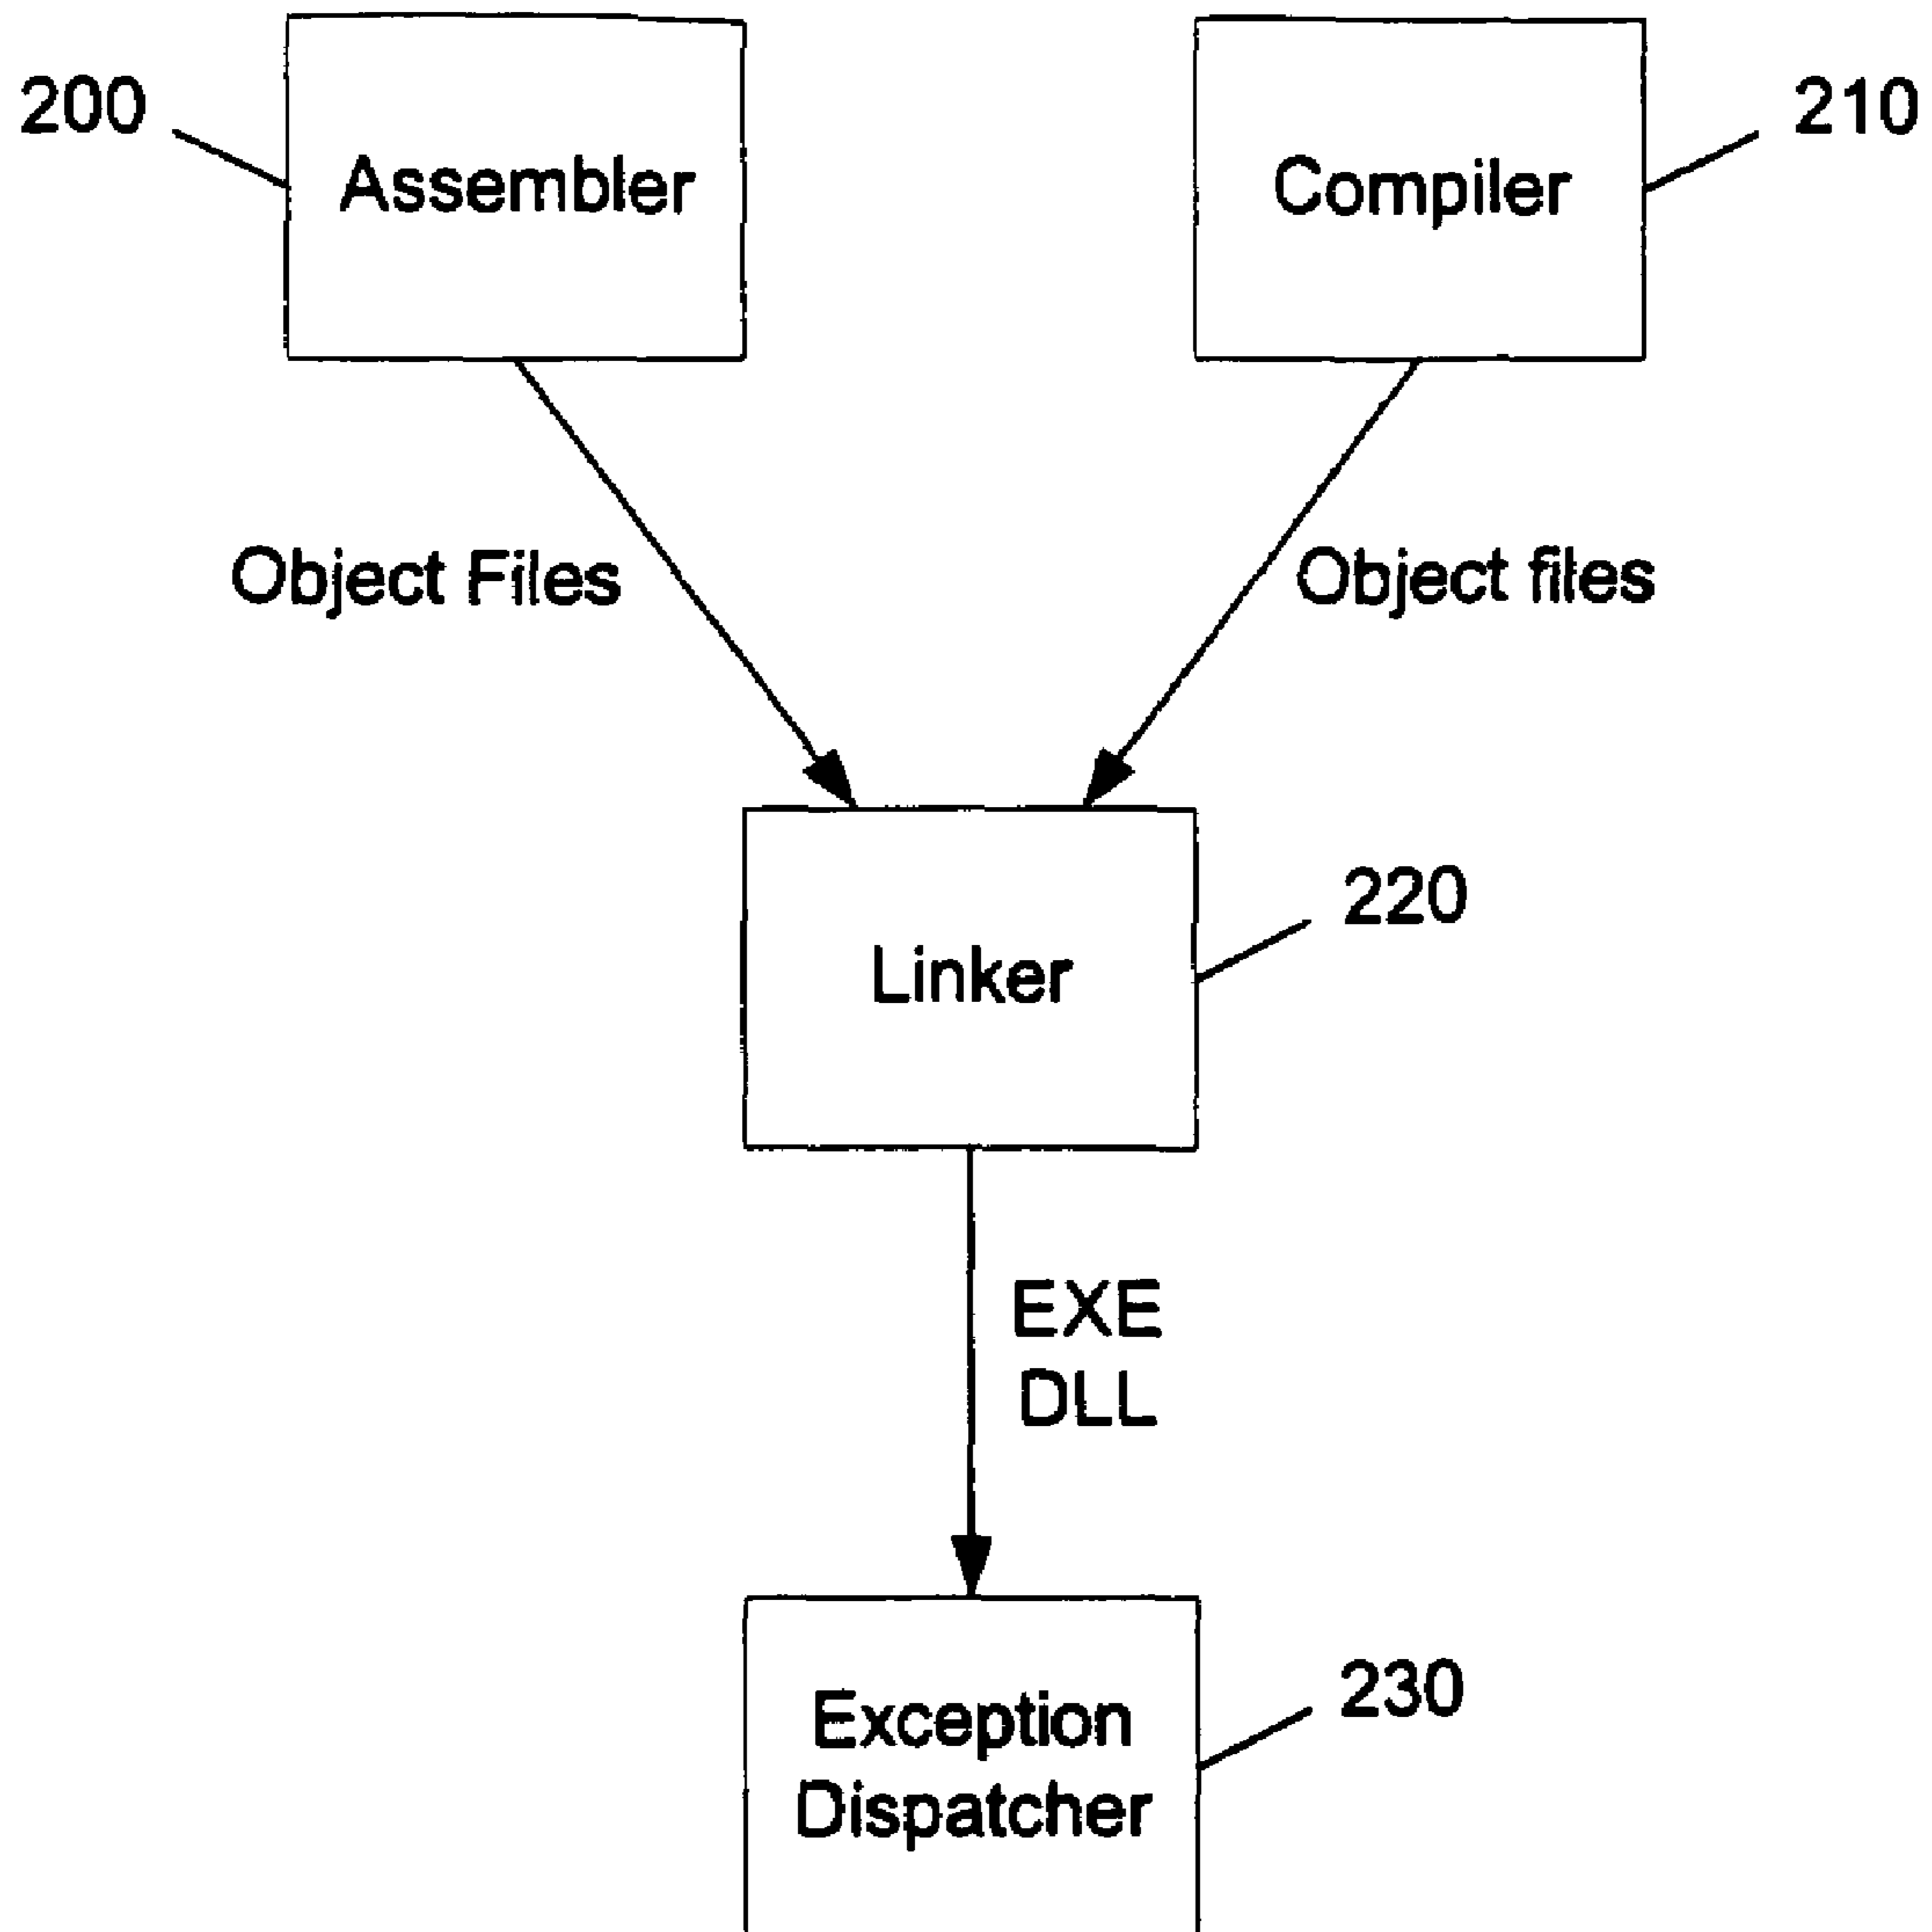 200
Assembler
Compiler
210
Object Files
Object files
Linker
220
EXE
DLL
Exception
Dispatcher
230